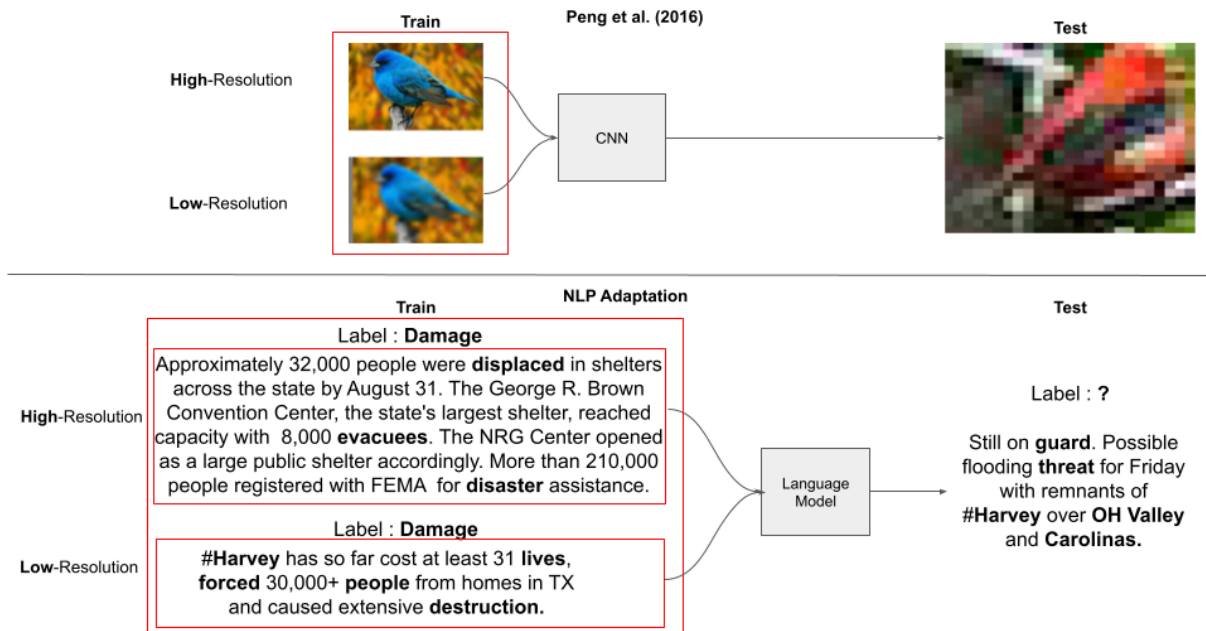 Peng et al. (2016)
Train
Test
High-Resolution
CNN
Low-Resolution
NLP Adaptation
Train
Test
Label : Damage
Approximately 32,000 people were displaced in shelters
across the state by August 31. The George R. Brown
Convention Center, the state's largest shelter, reached
capacity with 8,000 evacuees. The NRG Center opened
as a large public shelter accordingly. More than 210,000
people registered with FEMA for disaster assistance.
High-Resolution
Label : Damage
#Harvey has so far cost at least 31 lives,
forced 30,000+ people from homes in TX
and caused extensive destruction.
Low-Resolution
Language
Model
Label : ?
Still on guard. Possible
flooding threat for Friday
with remnants of
#Harvey over OH Valley
and Carolinas.